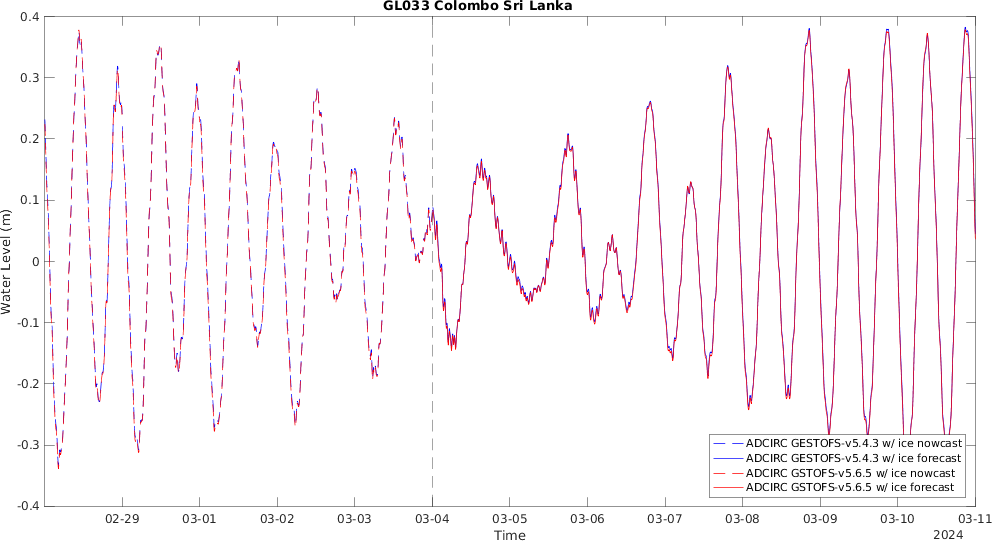 GL033 Colombo Sri Lanka
0.4
0.3
0.2
0.1
0
-0.1
-0.2
-0.3
-0.4
Water Level (m)
ADCIRC GESTOFS-v5.4.3 w/ ice nowcast
ADCIRC GESTOFS-v5.4.3 w/ ice forecast
ADCIRC GSTOFS-v5.6.5 w/ ice nowcast
ADCIRC GSTOFS-v5.6.5 w/ ice forecast
02-29 03-01 03-02 03-03 03-04 03-05 03-06 03-07 03-08 03-09 03-10 03-11
Time
2024